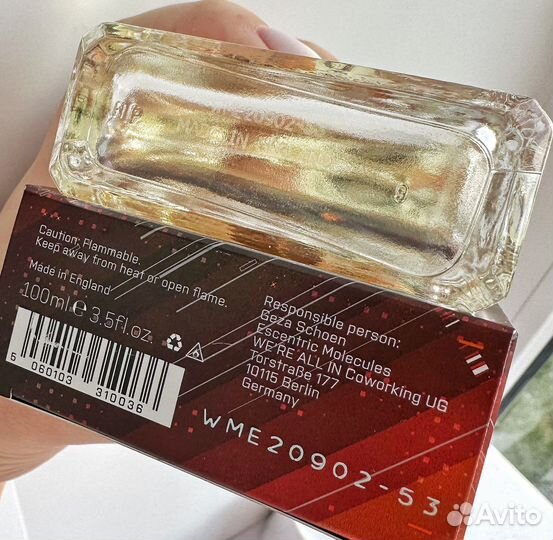 Caution: Flammable.
Keep away from heat or open flame.
Made in England
100ml e 3.5fl.oz.
5 060103 310036
Responsible person:
Geza Schoen
Escentric Molecules
WE'RE ALL IN Coworking UG
Torstraße 177
10115 Berlin
Germany
WME20902-53
Avito